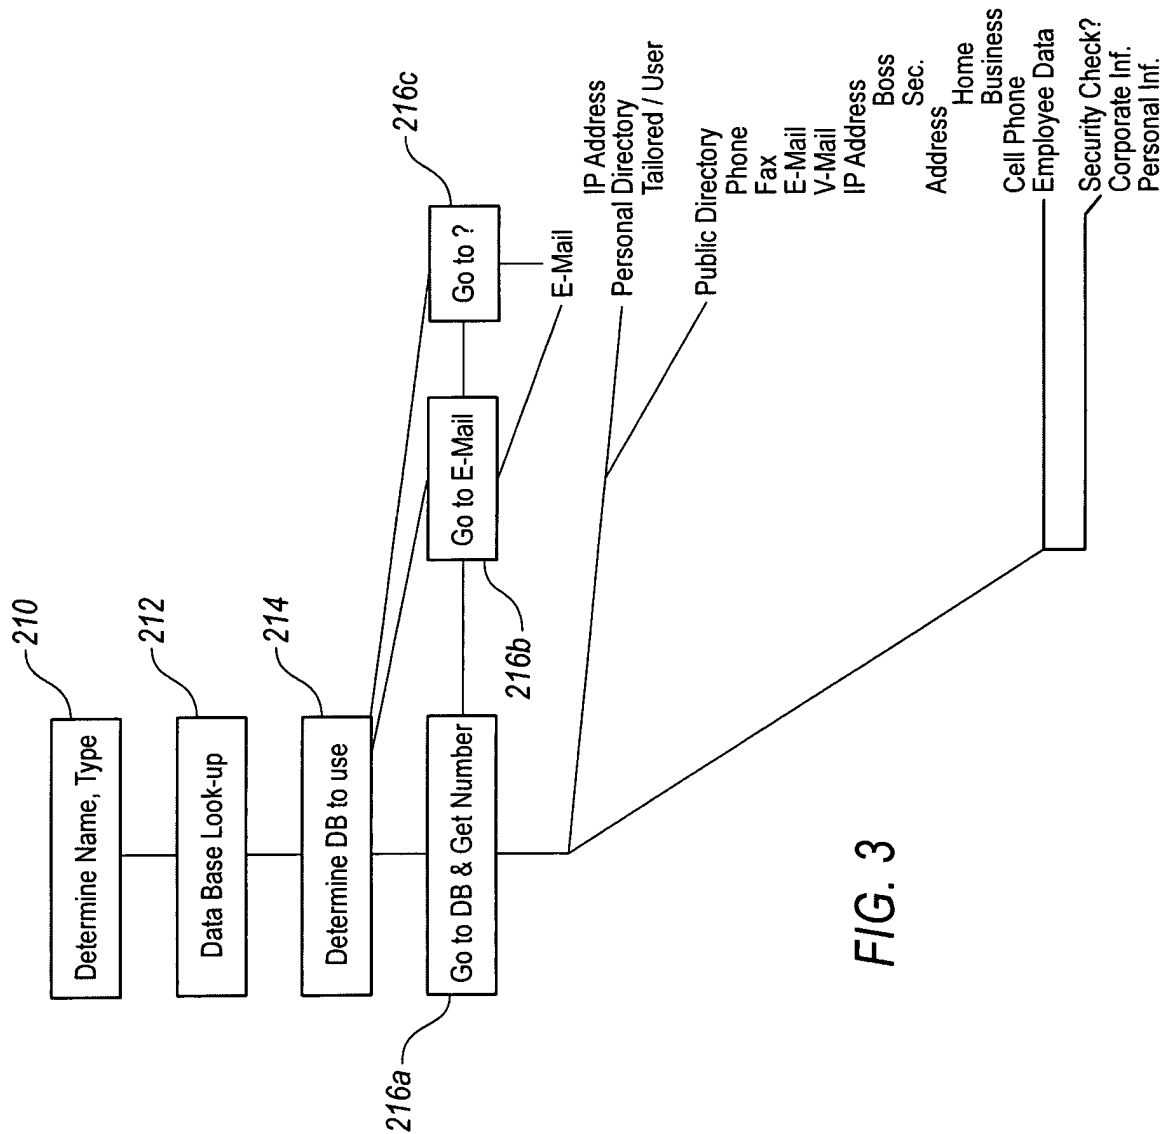 210
Determine Name, Type
212
Data Base Look-up
214
Determine DB to use
216a
Go to DB & Get Number
216b
Go to E-Mail
216c
Go to ?
E-Mail
IP Address
Personal Directory
Tailored / User
Public Directory
Phone
Fax
E-Mail
V-Mail
IP Address
Boss
Sec.
Address
Home
Business
Cell Phone
Employee Data
Security Check?
Corporate Inf.
Personal Inf.
FIG. 3